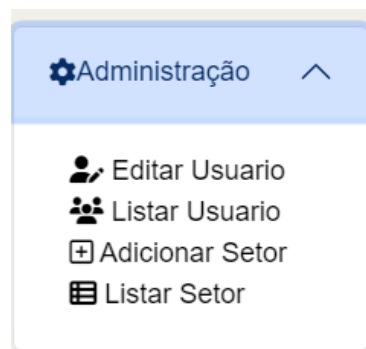 Administração
Editar Usuario
Listar Usuario
Adicionar Setor
Listar Setor